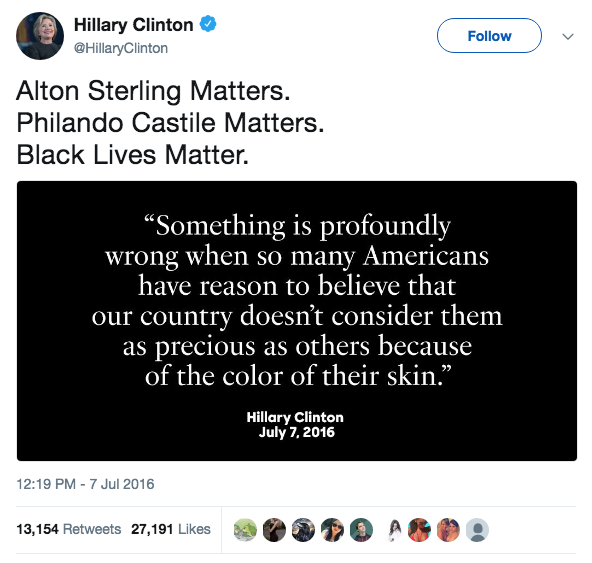 Hillary Clinton
@HillaryClinton
Follow
Alton Sterling Matters.
Philando Castile Matters.
Black Lives Matter.
“Something is profoundly
wrong when so many Americans
have reason to believe that
our country doesn’t consider them
as precious as others because
of the color of their skin.”
Hillary Clinton
July 7, 2016
12:19 PM - 7 Jul 2016
13,154 Retweets 27,191 Likes